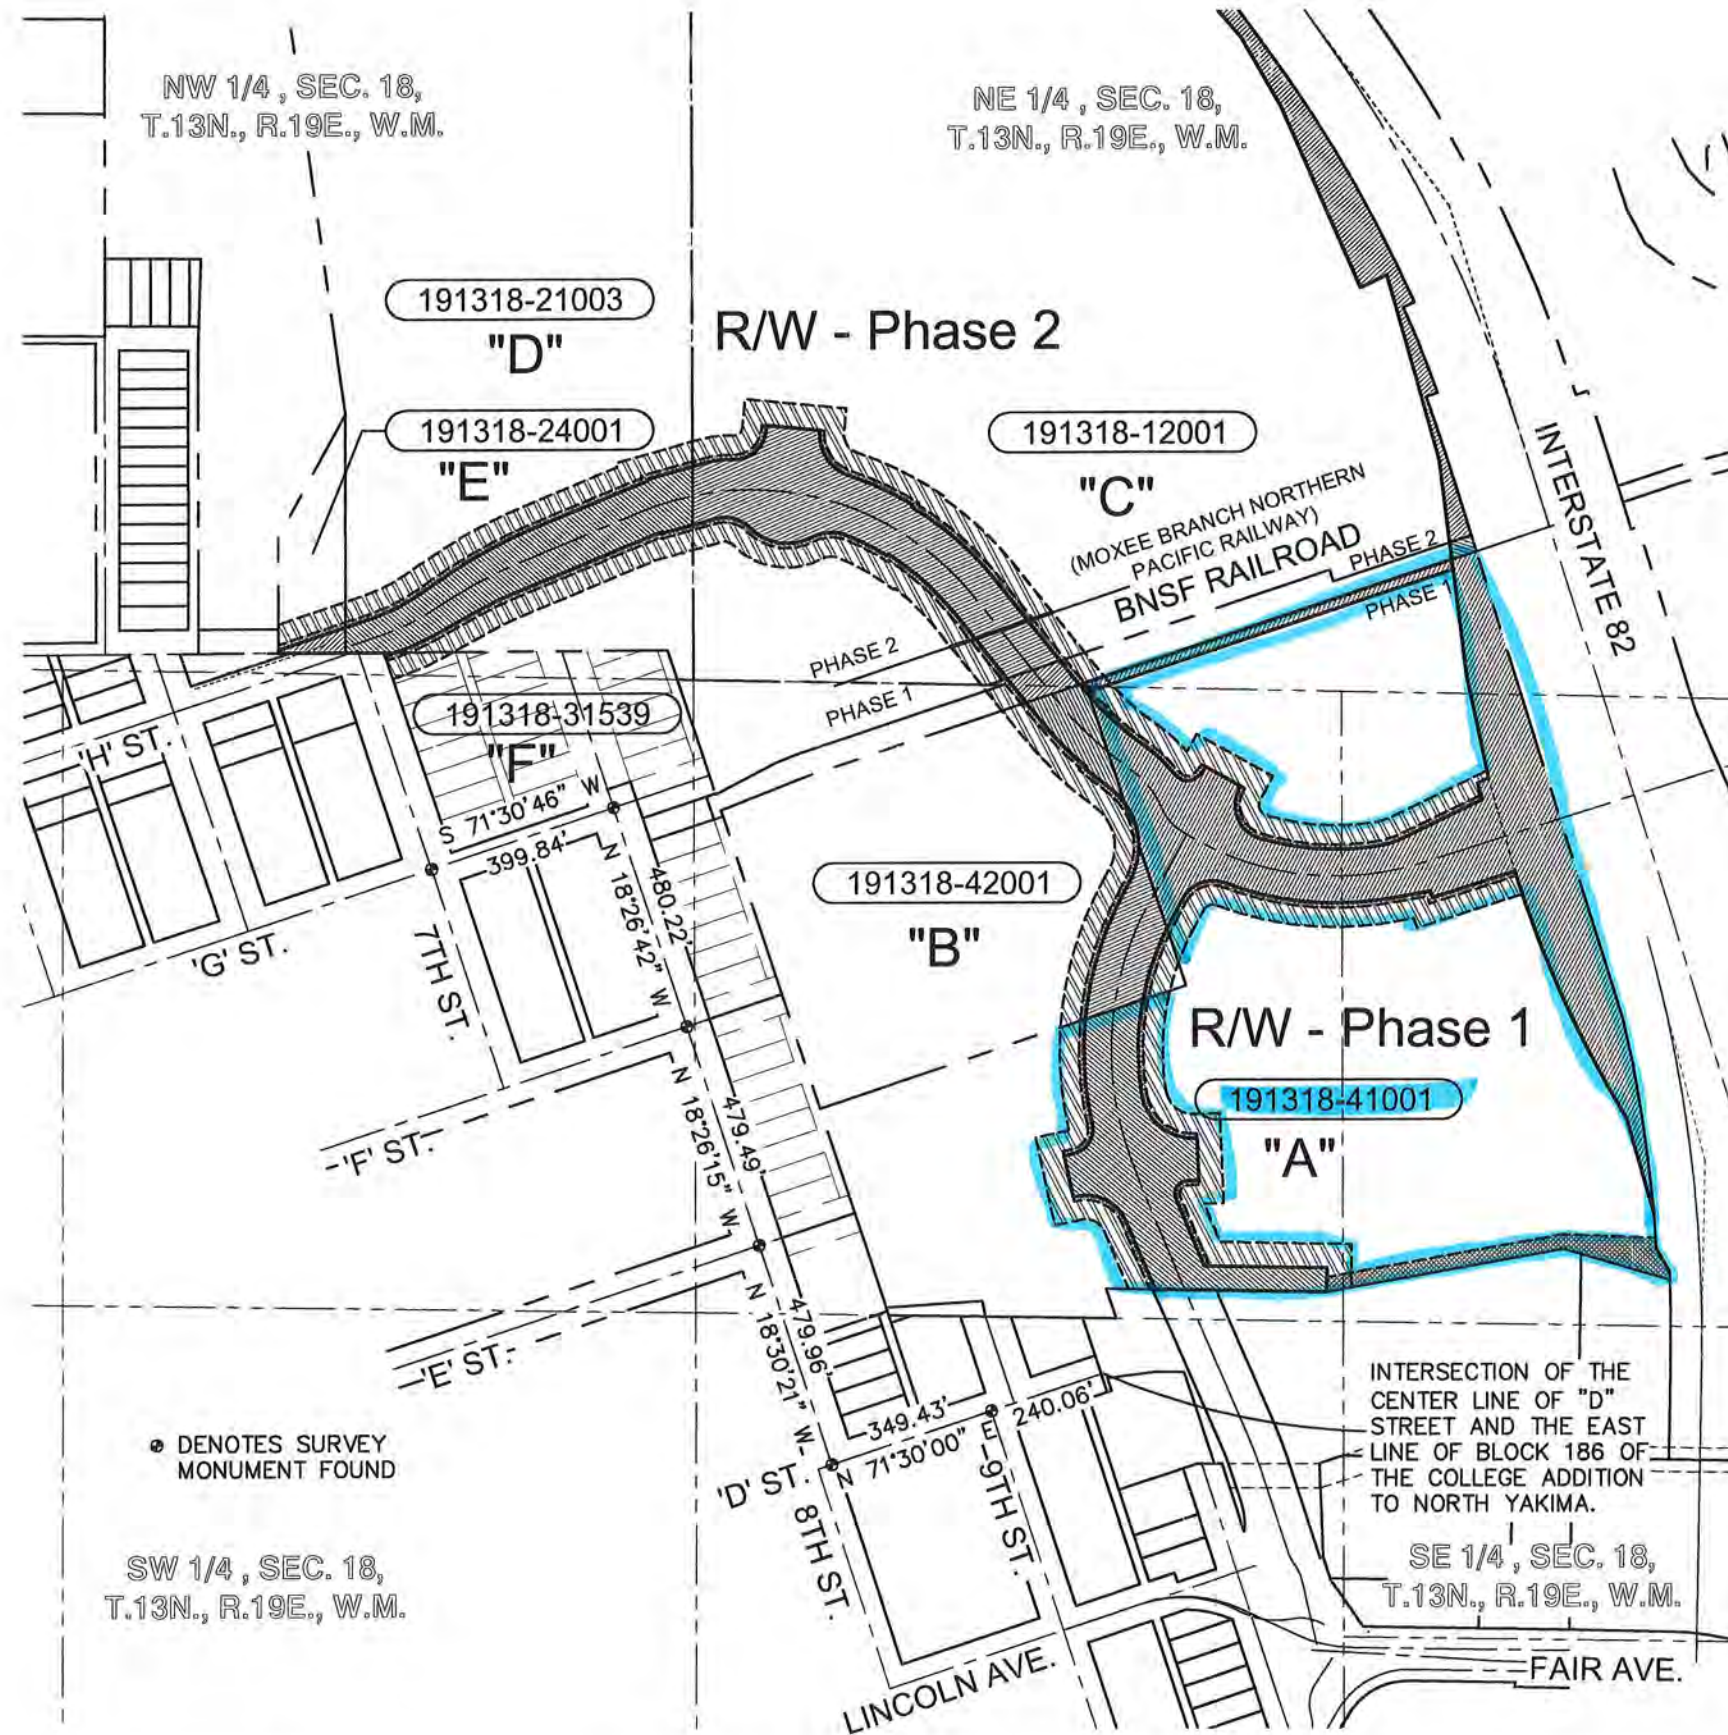 NW 1/4 , SEC. 18,
T.13N., R.19E., W.M.
NE 1/4 , SEC. 18,
T.13N., R.19E., W.M.
191318-21003
"D"
R/W - Phase 2
191318-24001
"E"
191318-12001
"C"
(MOXEE BRANCH NORTHERN
PACIFIC RAILWAY)
BNSF RAILROAD
PHASE 2
PHASE 1
INTERSTATE 82
PHASE 2
PHASE 1
191318-31539
"F"
'H' ST.
S 71°30'46" W
399.84'
N 18°26'42" W
480.22'
'G' ST.
7TH ST.
191318-42001
"B"
R/W - Phase 1
191318-41001
"A"
'F' ST.
N 18°26'15" W
479.49'
'E' ST.
N 18°30'21" W
479.96'
349.43'
240.06'
N 71°30'00" E
'D' ST.
8TH ST.
9TH ST.
INTERSECTION OF THE
CENTER LINE OF "D"
STREET AND THE EAST
LINE OF BLOCK 186 OF
THE COLLEGE ADDITION
TO NORTH YAKIMA.
DENOTES SURVEY
MONUMENT FOUND
SW 1/4 , SEC. 18,
T.13N., R.19E., W.M.
SE 1/4 , SEC. 18,
T.13N., R.19E., W.M.
LINCOLN AVE.
FAIR AVE.